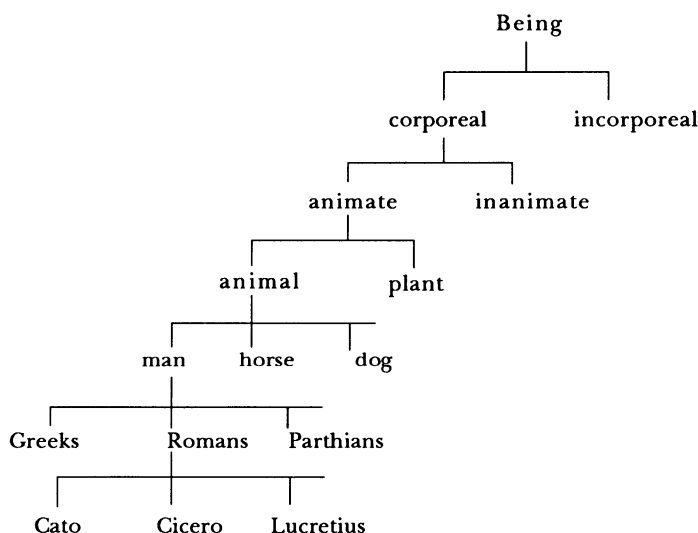 Being
corporeal incorporeal
animate inanimate
animal plant
man horse dog
Greeks Romans Parthians
Cato Cicero Lucretius